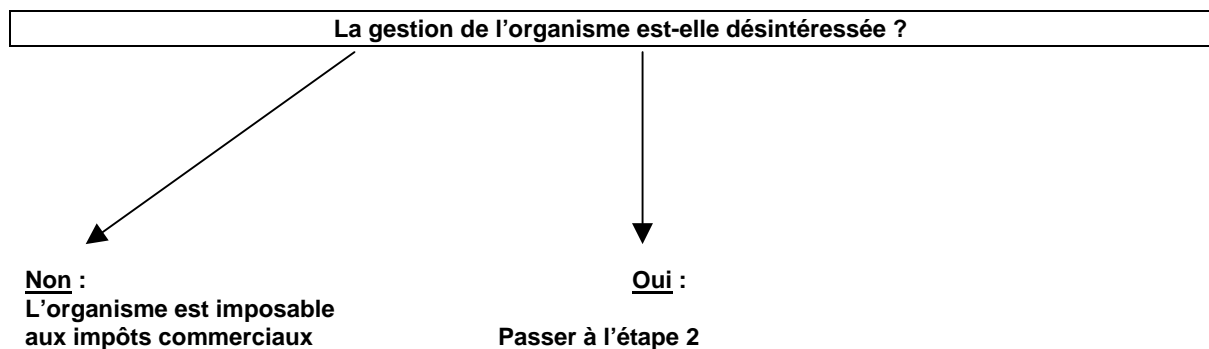 La gestion de l’organisme est-elle désintéressée ?
Non :
L’organisme est imposable
aux impôts commerciaux
Oui :
Passer à l’étape 2